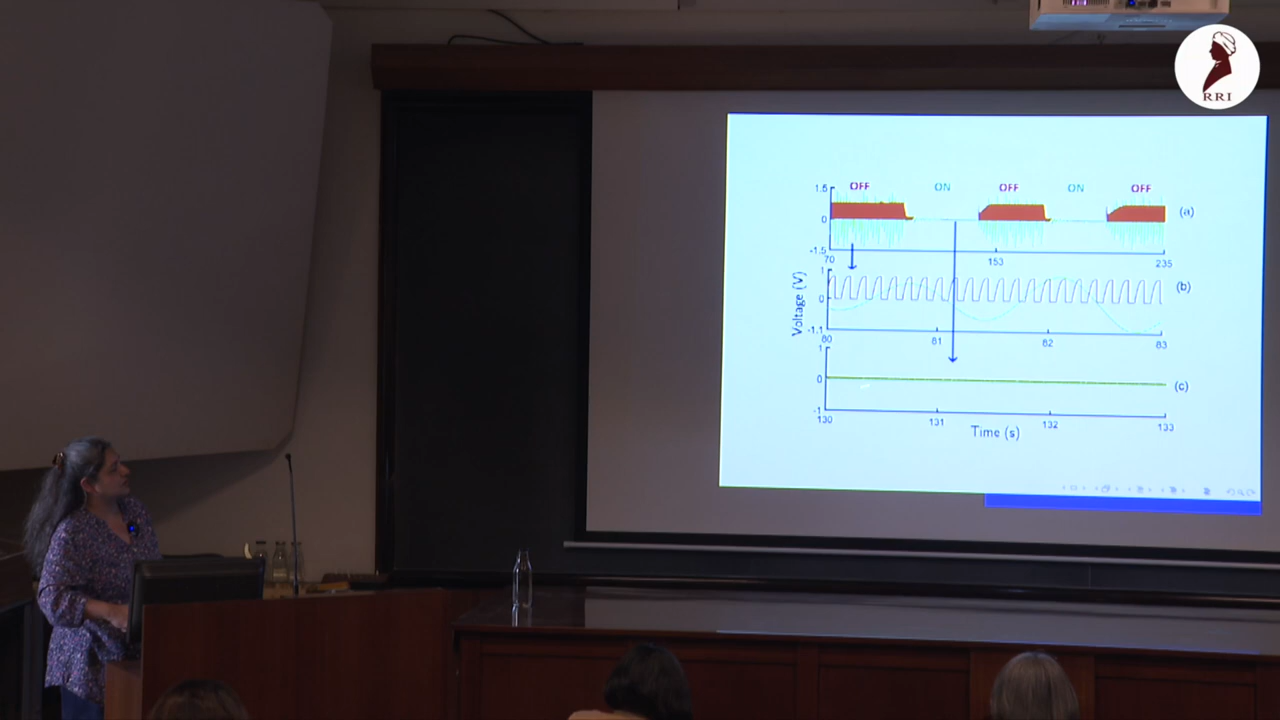 RRI
OFF ON OFF ON OFF
1.5
0
-1.5
(a)
70 153 235
Voltage (V)
1
0
-1.1
(b)
80 81 82 83
1
0
-1
(c)
130 131 132 133
Time (s)